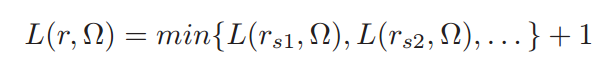 L(r, Ω) = min{L(r_{s1}, Ω), L(r_{s2}, Ω), . . . } + 1